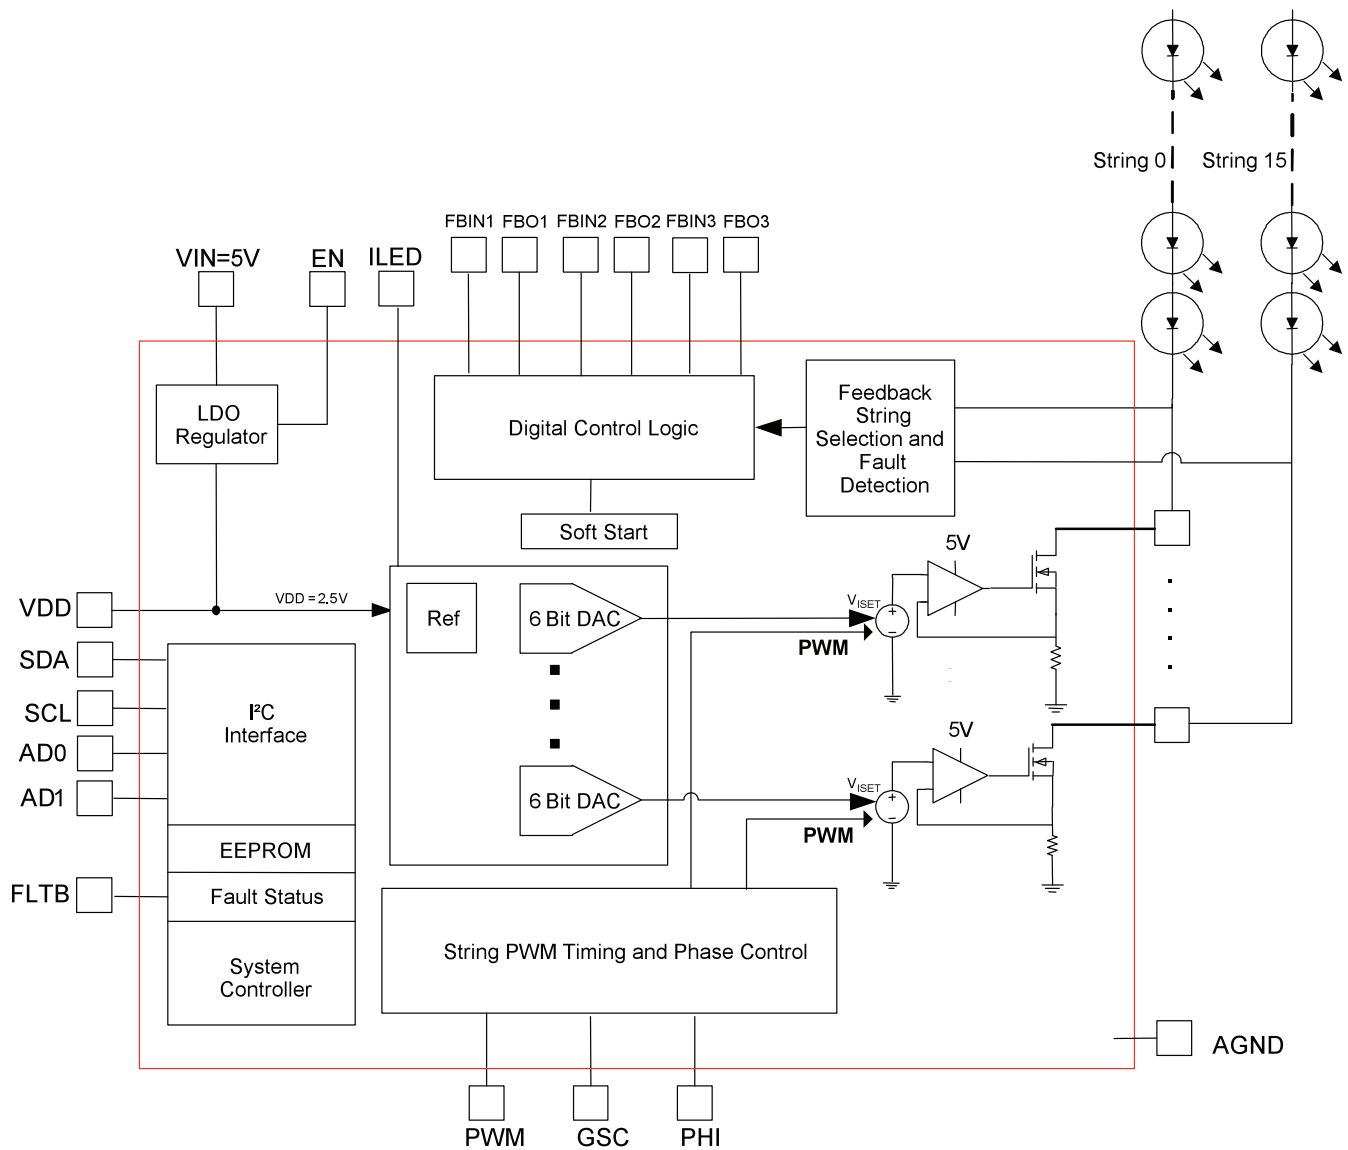 String 0
String 15
FBIN1
FBO1
FBIN2
FBO2
FBIN3
FBO3
VIN=5V
EN
ILED
LDO
Regulator
Digital Control Logic
Feedback
String
Selection and
Fault
Detection
Soft Start
5V
VDD
VDD = 2.5V
Ref
6 Bit DAC
VISET
PWM
SDA
SCL
AD0
AD1
I²C
Interface
5V
6 Bit DAC
VISET
PWM
EEPROM
FLTB
Fault Status
System
Controller
String PWM Timing and Phase Control
AGND
PWM
GSC
PHI